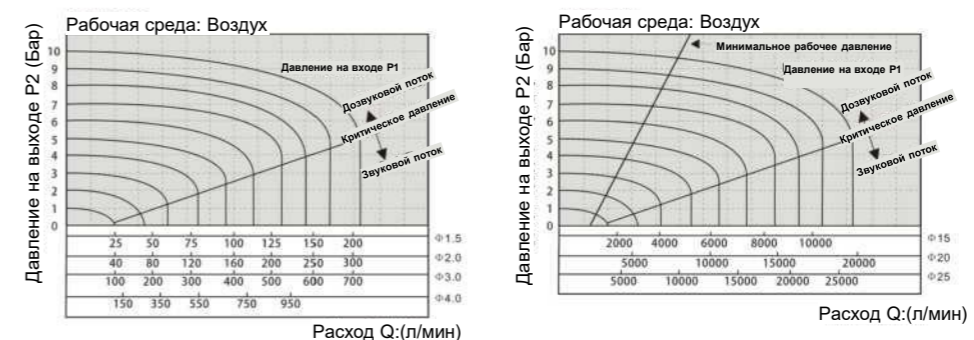 Рабочая среда: Воздух
Давление на выходе P2 (Бар)
10
9
8
7
6
5
4
3
2
1
0
Давление на входе P1
Дозвуковой поток
Критическое давление
Звуковой поток
25 50 75 100 125 150 200 Φ1.5
40 80 120 160 200 250 300 Φ2.0
100 200 300 400 500 600 700 Φ3.0
150 350 550 750 950 Φ4.0
Расход Q:(л/мин)
Рабочая среда: Воздух
Давление на выходе P2 (Бар)
10
9
8
7
6
5
4
3
2
1
0
Минимальное рабочее давление
Давление на входе P1
Дозвуковой поток
Критическое давление
Звуковой поток
2000 4000 6000 8000 10000 Φ15
5000 10000 15000 20000 Φ20
5000 10000 15000 20000 25000 Φ25
Расход Q:(л/мин)